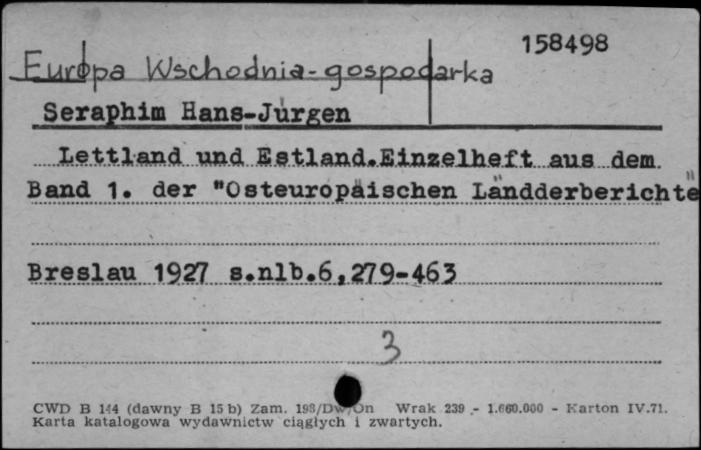 158498
Europa Wschodnia-gospodarka
Seraphim Hans-Jürgen
Lettland und Estland.Einzelheft aus dem
Band 1. der "Osteuropäischen Ländderberichte"
Breslau 1927 s.nlb.6,279-463
3
CWD B 144 (dawny B 15 b) Zam. 198/Dw/On Wrak 239 - 1.660.000 - Karton IV.71.
Karta katalogowa wydawnictw ciągłych i zwartych.